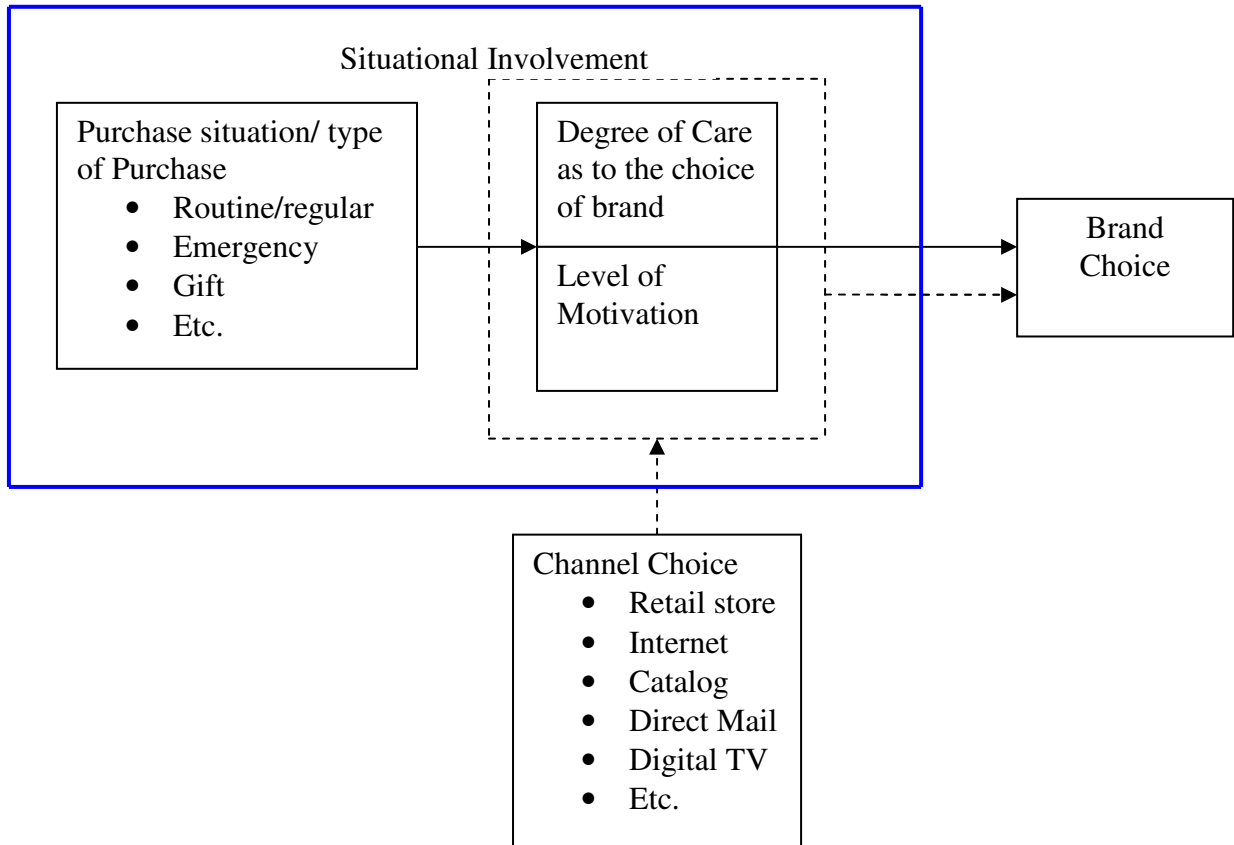 Situational Involvement
Purchase situation/ type
of Purchase
• Routine/regular
• Emergency
• Gift
• Etc.
Degree of Care
as to the choice
of brand
Level of
Motivation
Brand
Choice
Channel Choice
• Retail store
• Internet
• Catalog
• Direct Mail
• Digital TV
• Etc.